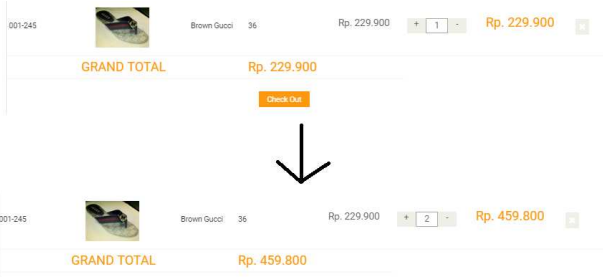 001-245 Brown Gucci 36 Rp. 229.900 + 1 - Rp. 229.900
GRAND TOTAL Rp. 229.900
Check Out
001-245 Brown Gucci 36 Rp. 229.900 + 2 - Rp. 459.800
GRAND TOTAL Rp. 459.800